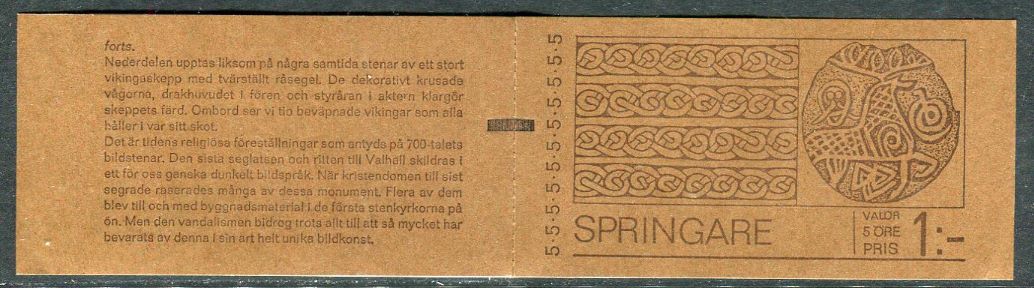 forts.
Nederdelen upptas liksom på några samtida stenar av ett stort
vikingaskepp med tvärställt råsegel. De dekorativt krusade
vågorna, drakhuvudet i fören och styråran i aktern klargör
skeppets färd. Ombord ser vi tio beväpnade vikingar som alla
håller i var sitt skot.
Det är tidens religiösa föreställningar som antyds på 700-talets
bildstenar. Den sista seglatsen och ritten till Valhall skildras i
ett för oss ganska dunkelt bildspråk. När kristendomen till sist
segrade raserades många av dessa monument. Flera av dem
blev till och med byggnadsmaterial i de första stenkyrkorna på
ön. Men den vandalismen bidrog trots allt till att så mycket har
bevarats av denna i sin art helt unika bildkonst.
5·5·5·5·5·5·5·5·5·5·5
SPRINGARE
VALÖR
5 ÖRE
PRIS
1:-